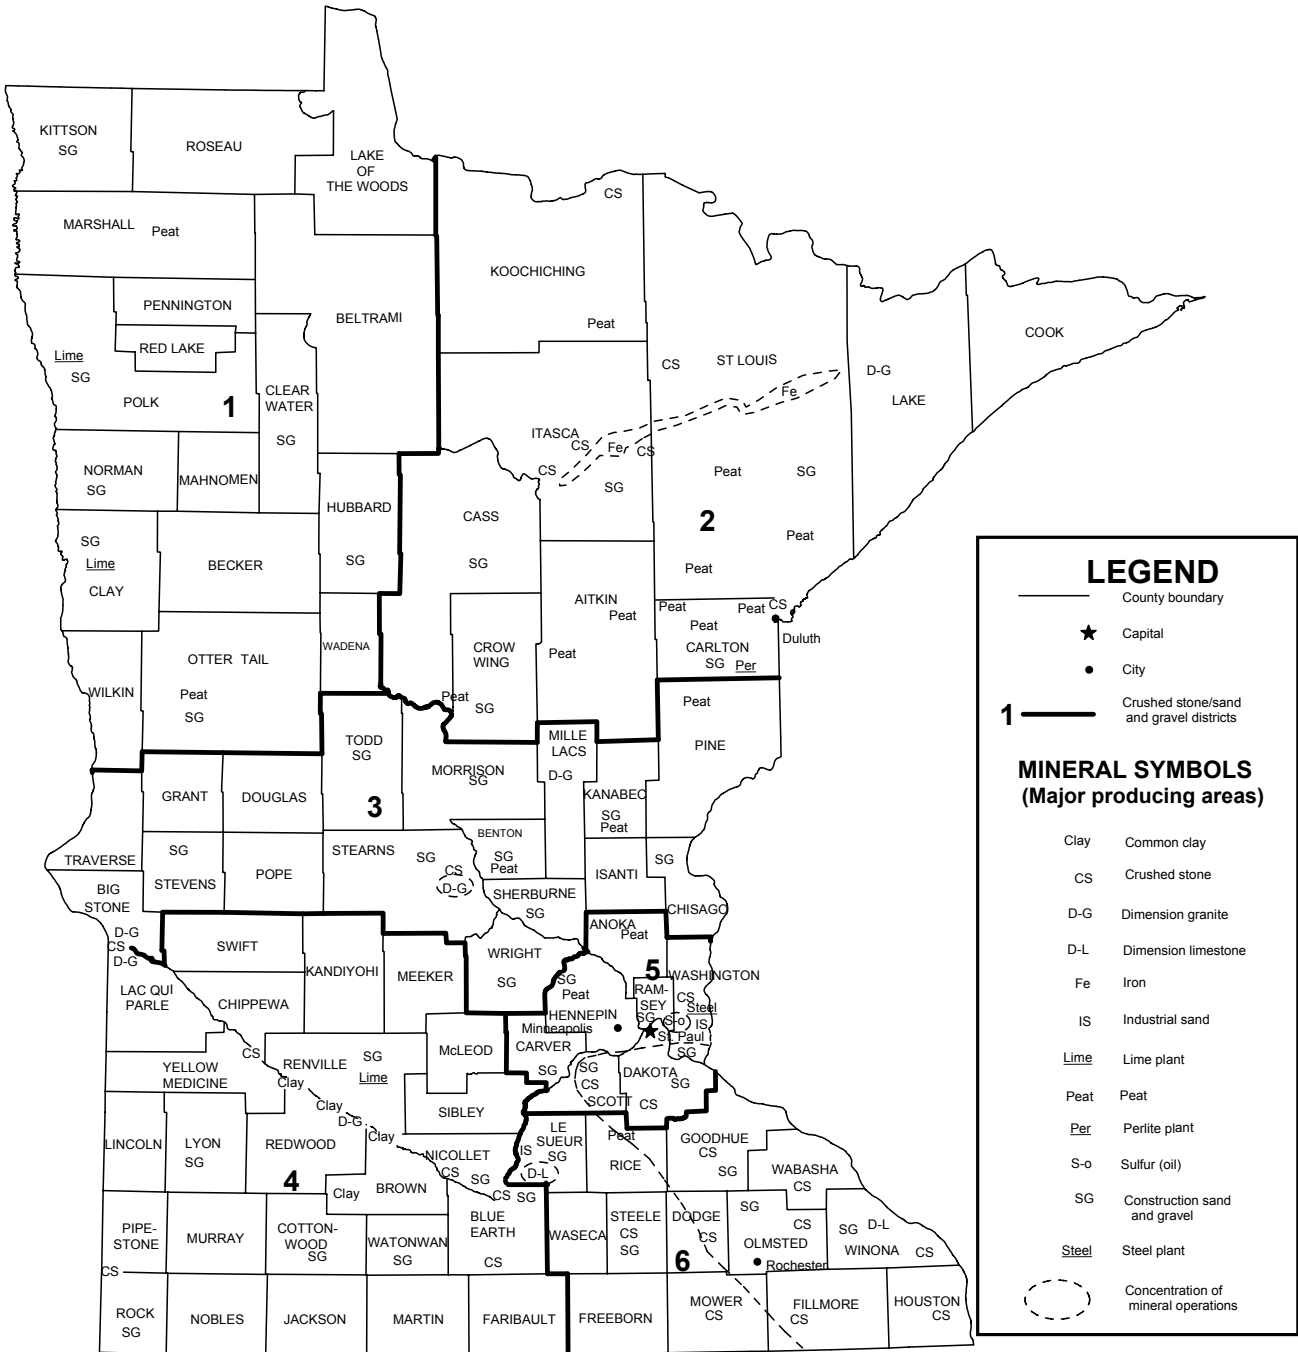 KITTSON
SG
ROSEAU
LAKE
OF
THE WOODS
MARSHALL
Peat
CS
KOOCHICHING
Peat
PENNINGTON
RED LAKE
BELTRAMI
Lime
SG
POLK
1
CLEAR
WATER
SG
CS
ST LOUIS
Fe
D-G
LAKE
COOK
ITASCA
CS
Fe
CS
CS
SG
Peat
SG
2
Peat
Peat
NORMAN
SG
MAHNOMEN
HUBBARD
SG
CASS
SG
SG
Lime
CLAY
BECKER
AITKIN
Peat
Peat
Peat
Peat
CS
Peat
Duluth
CARLTON
SG
Per
WADENA
CROW
WING
Peat
SG
OTTER TAIL
Peat
SG
WILKIN
Peat
PINE
TODD
SG
MORRISON
SG
MILLE
LACS
D-G
KANABEC
SG
Peat
GRANT
DOUGLAS
3
TRAVERSE
SG
STEVENS
POPE
STEARNS
SG
CS
D-G
BENTON
SG
Peat
SHERBURNE
SG
ISANTI
SG
CHISAGO
BIG
STONE
D-G
CS
D-G
SWIFT
KANDIYOHI
MEEKER
WRIGHT
SG
ANOKA
Peat
5
WASHINGTON
LAC QUI
PARLE
CHIPPEWA
SG
Peat
HENNEPIN
Minneapolis
RAM-
SEY
SG
CS
Steel
S-o
IS
St. Paul
SG
CARVER
SG
McLEOD
CS
RENVILLE
SG
Lime
YELLOW
MEDICINE
Clay
Clay
D-G
Clay
SIBLEY
SG
CS
SCOTT
DAKOTA
SG
CS
LINCOLN
LYON
SG
REDWOOD
4
NICOLLET
CS
SG
CS
SG
LE
SUEUR
SG
IS
D-L
Peat
RICE
GOODHUE
CS
SG
WABASHA
CS
Clay
BROWN
PIPE-
STONE
CS
MURRAY
COTTON-
WOOD
SG
WATONWAN
SG
BLUE
EARTH
CS
WASECA
STEELE
CS
SG
DODGE
CS
6
SG
CS
OLMSTED
Rochester
SG
D-L
WINONA
CS
ROCK
SG
NOBLES
JACKSON
MARTIN
FARIBAULT
FREEBORN
MOWER
CS
FILLMORE
CS
HOUSTON
CS
LEGEND
County boundary
Capital
City
1
Crushed stone/sand
and gravel districts
MINERAL SYMBOLS
(Major producing areas)
Clay Common clay
CS Crushed stone
D-G Dimension granite
D-L Dimension limestone
Fe Iron
IS Industrial sand
Lime Lime plant
Peat Peat
Per Perlite plant
S-o Sulfur (oil)
SG Construction sand
and gravel
Steel Steel plant
Concentration of
mineral operations